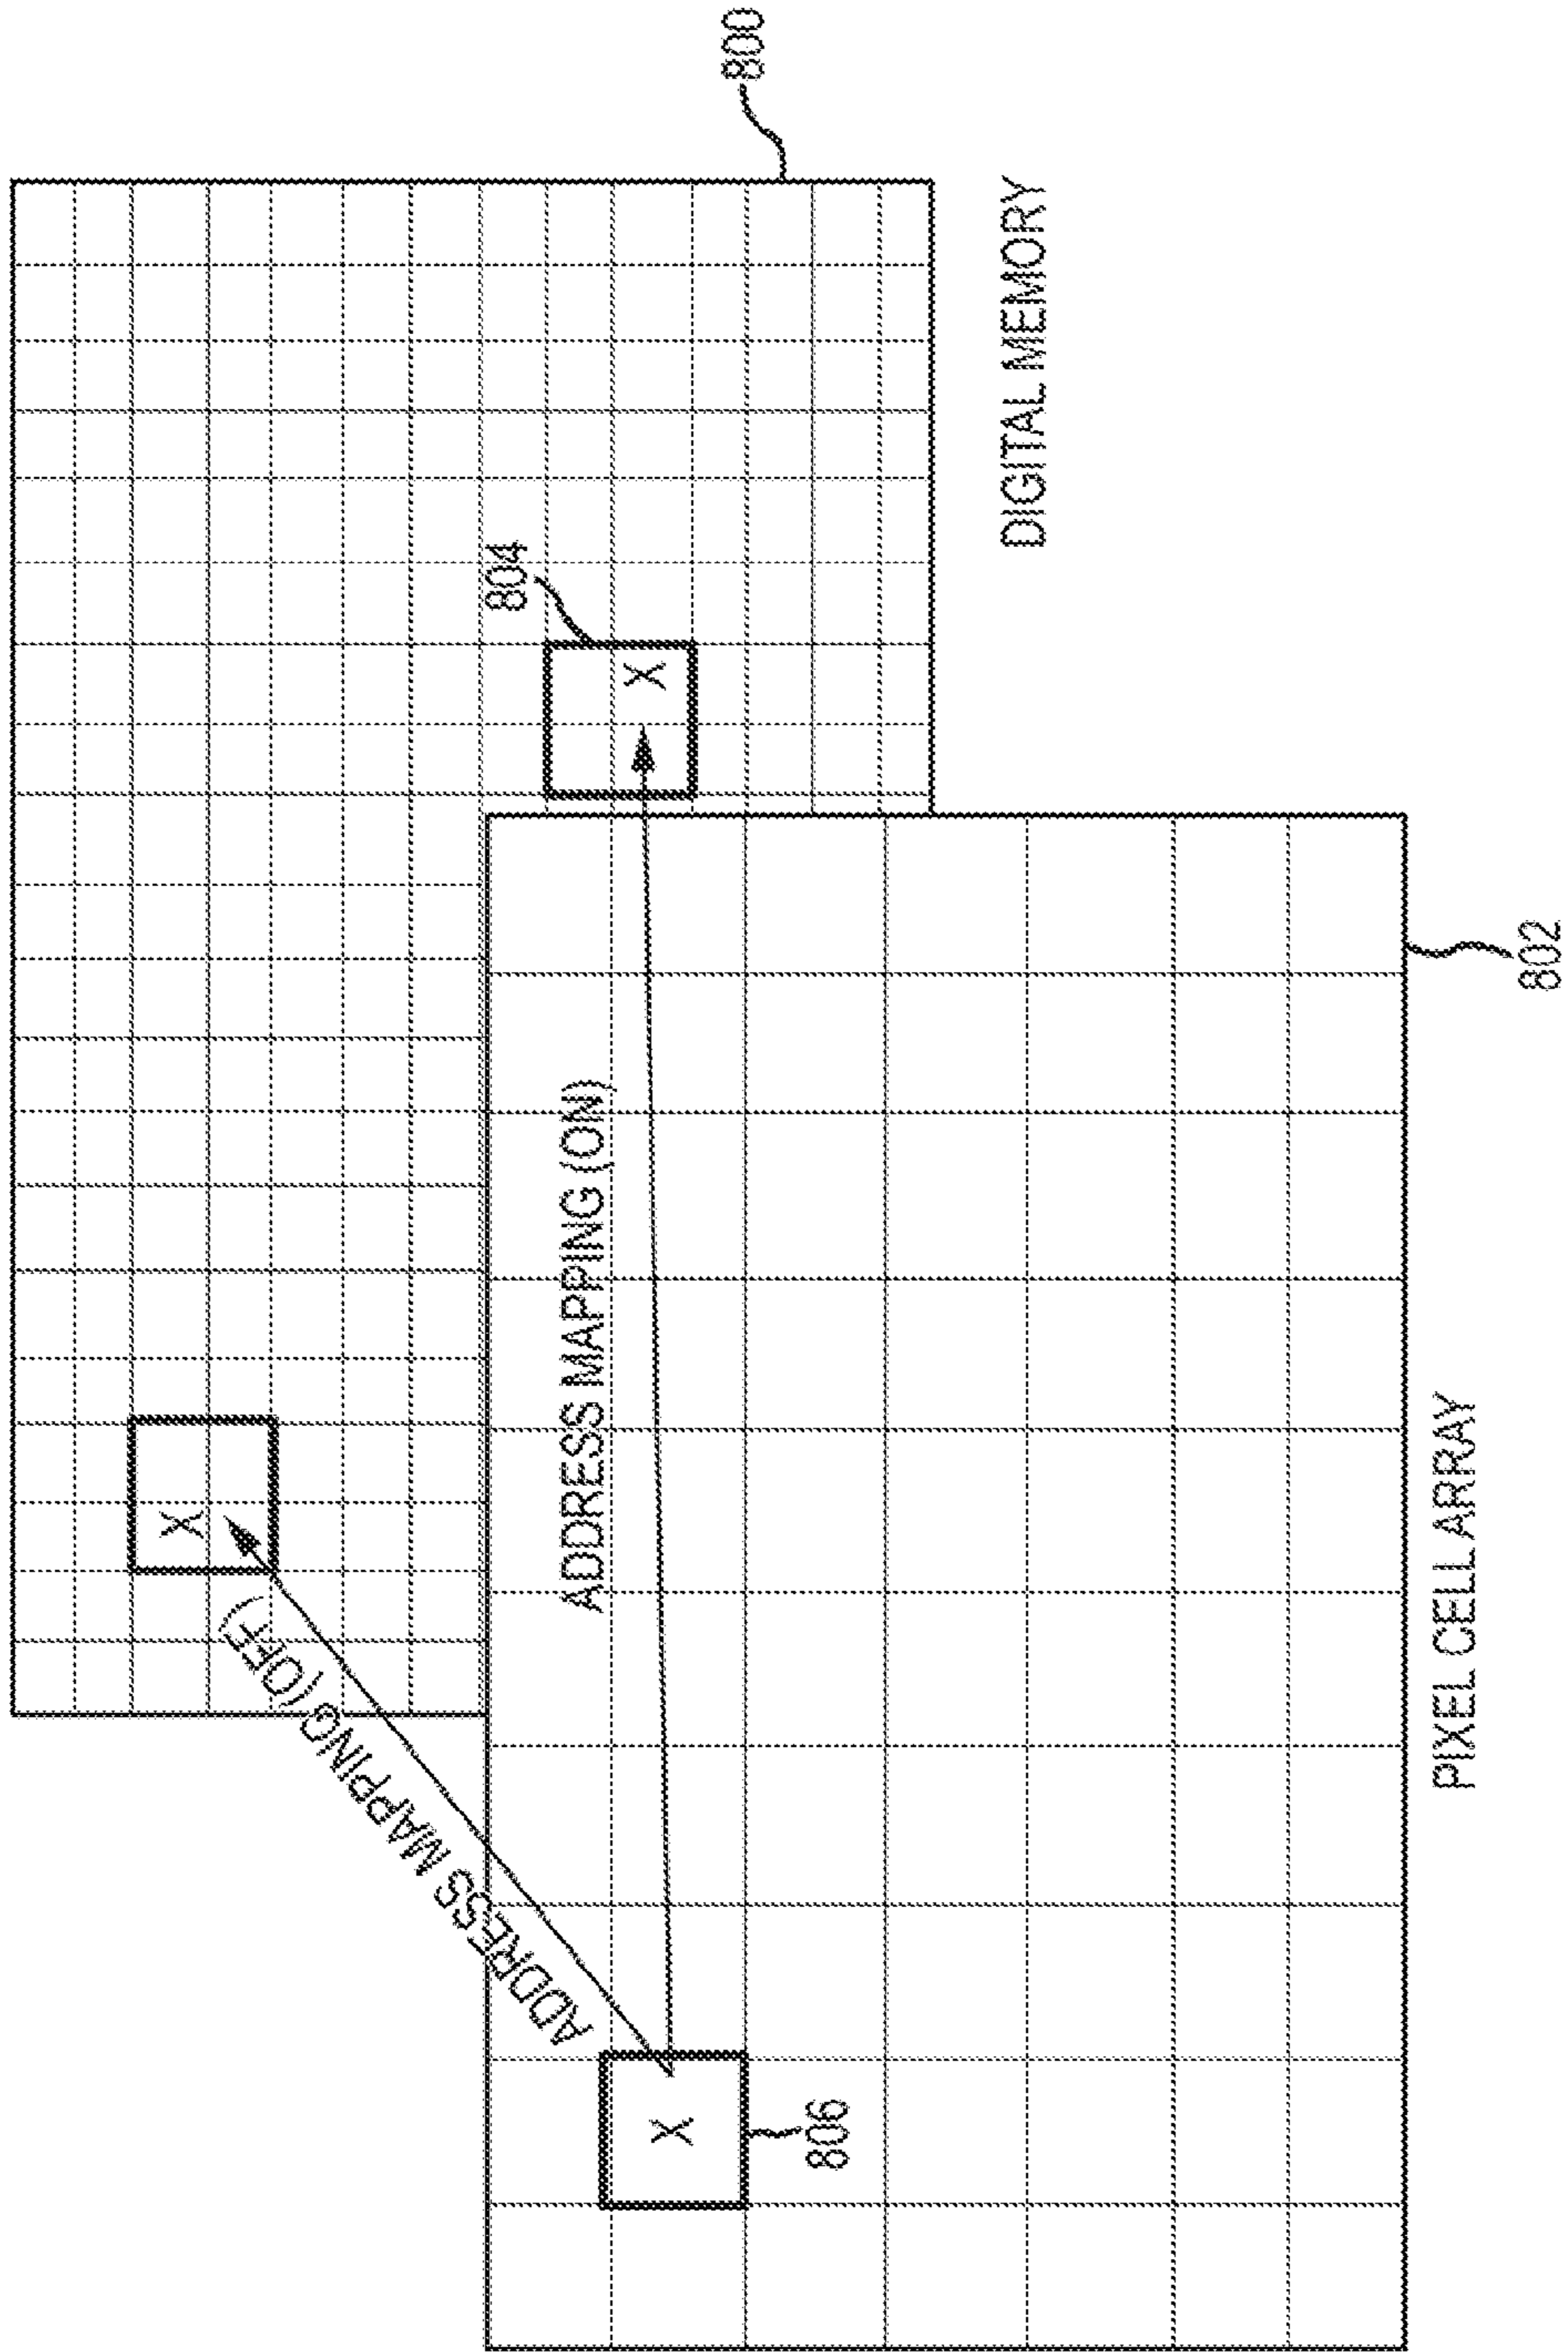 800
DIGITAL MEMORY
804
X
X
ADDRESS MAPPING (OFF)
ADDRESS MAPPING (ON)
X
806
802
PIXEL CELL ARRAY